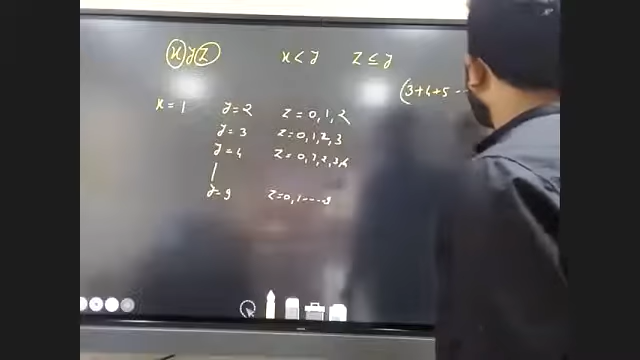 xyz x < y z ≤ y
(3+4+5 --
x = 1 y = 2 z = 0, 1, 2
y = 3 z = 0, 1, 2, 3
y = 4 z = 0, 1, 2, 3, 4
|
y = 9 z = 0, 1 ---- 9